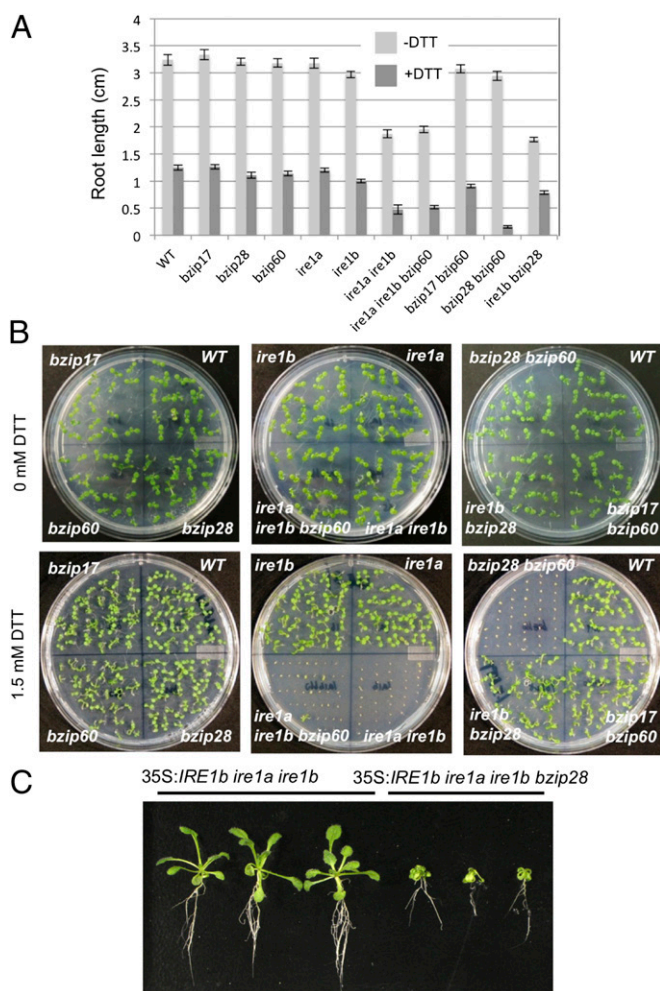 A
Root length (cm)
4
3.5
3
2.5
2
1.5
1
0.5
0
-DTT
+DTT
WT
bzip17
bzip28
bzip60
ire1a
ire1b
ire1a ire1b
ire1a ire1b bzip60
bzip17 bzip60
bzip28 bzip60
ire1b bzip28
B
0 mM DTT
bzip17
WT
bzip60
bzip28
ire1b
ire1a
ire1a
ire1b bzip60
ire1a ire1b
bzip28 bzip60
WT
ire1b
bzip28
bzip17
bzip60
1.5 mM DTT
bzip17
WT
bzip60
bzip28
ire1b
ire1a
ire1a
ire1b bzip60
ire1a ire1b
bzip28 bzip60
WT
ire1b
bzip28
bzip17
bzip60
C
35S:IRE1b ire1a ire1b
35S:IRE1b ire1a ire1b bzip28